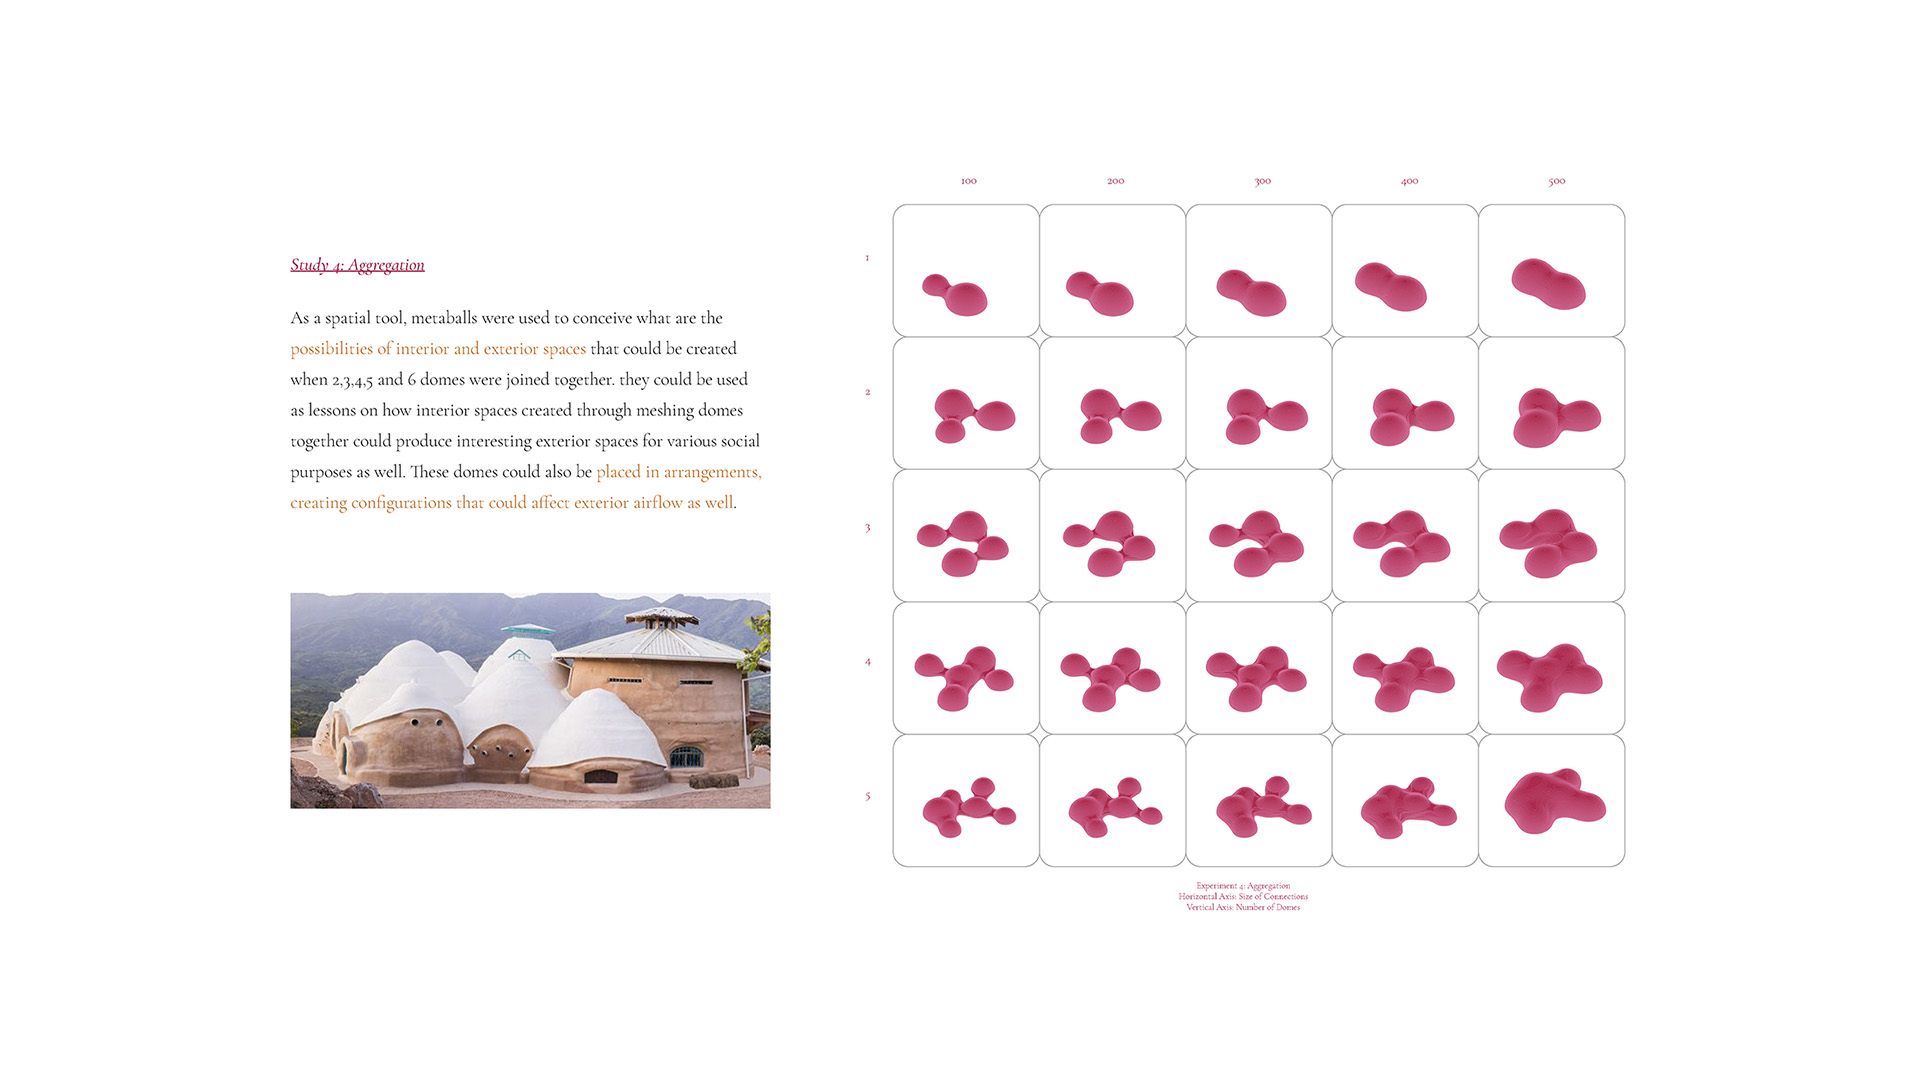 Study 4: Aggregation
As a spatial tool, metaballs were used to conceive what are the
possibilities of interior and exterior spaces that could be created
when 2,3,4,5 and 6 domes were joined together. they could be used
as lessons on how interior spaces created through meshing domes
together could produce interesting exterior spaces for various social
purposes as well. These domes could also be placed in arrangements,
creating configurations that could affect exterior airflow as well.
100 200 300 400 500
1
2
3
4
5
Experiment 4: Aggregation
Horizontal Axis: Size of Connections
Vertical Axis: Number of Domes